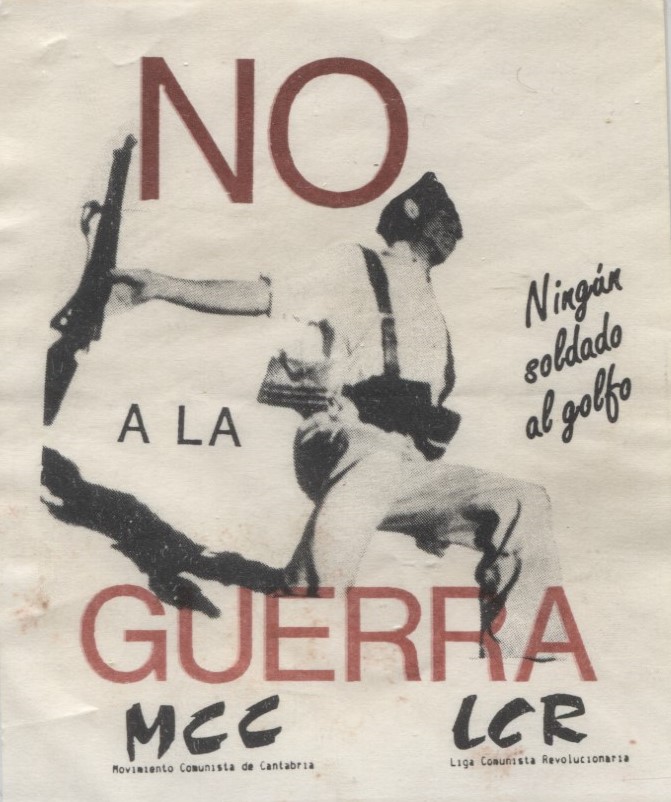 NO
A LA
GUERRA
Ningún
soldado
al golfo
MCC
Movimiento Comunista de Cantabria
LCR
Liga Comunista Revolucionaria